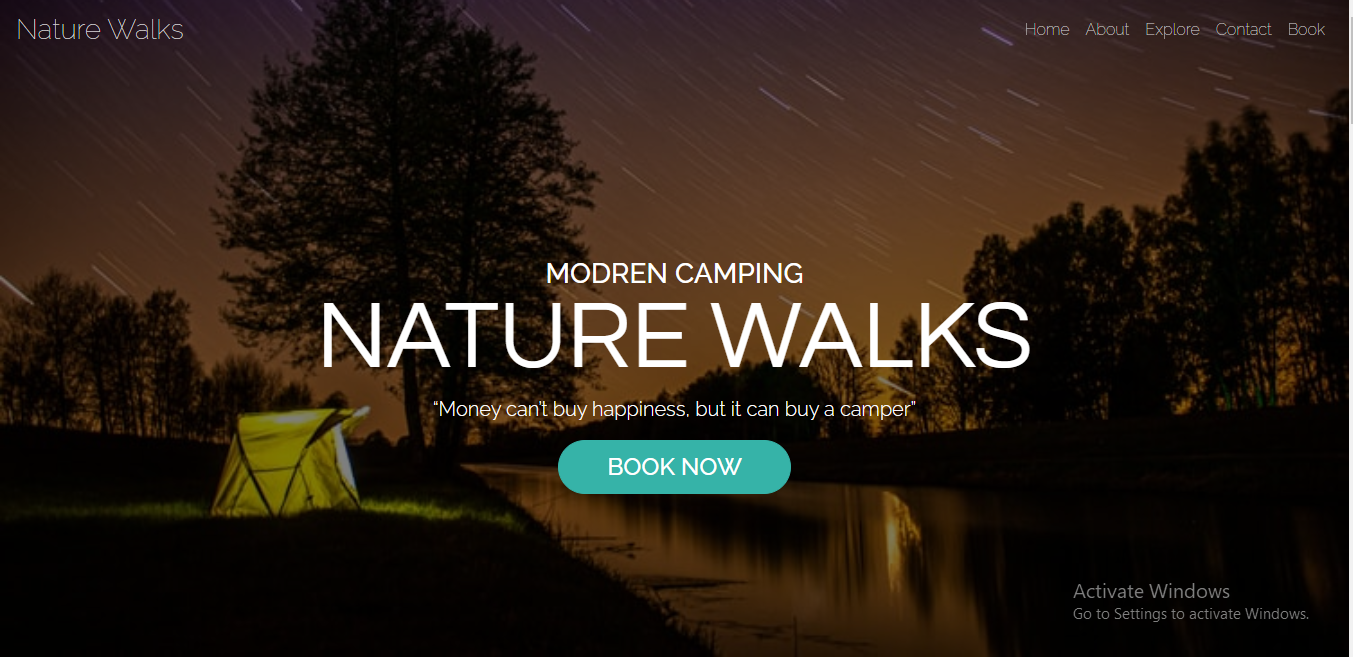 Nature Walks
Home About Explore Contact Book
MODREN CAMPING
NATURE WALKS
“Money can’t buy happiness, but it can buy a camper”
BOOK NOW
Activate Windows
Go to Settings to activate Windows.